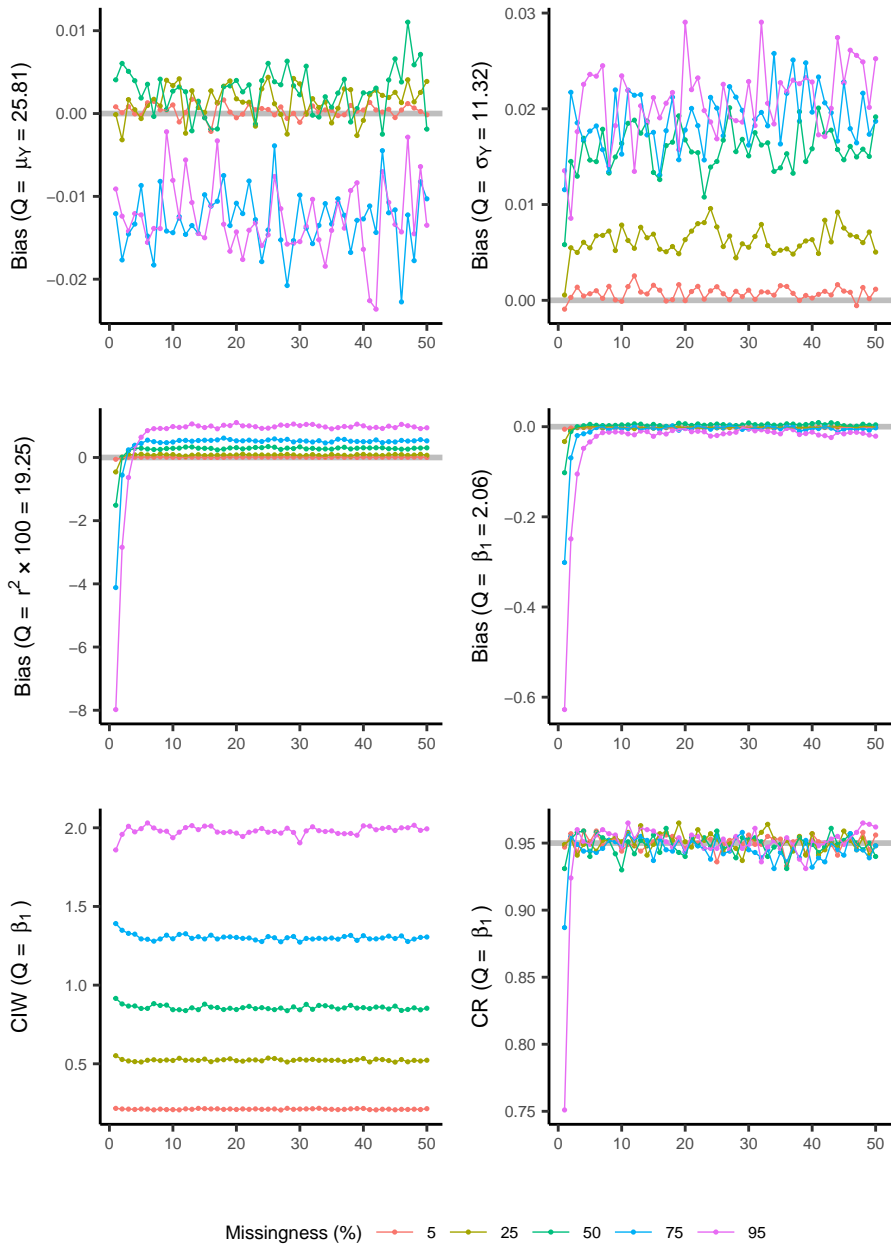 Bias (Q = μY = 25.81)
0.01
0.00
−0.01
−0.02
0 10 20 30 40 50
Bias (Q = σY = 11.32)
0.03
0.02
0.01
0.00
0 10 20 30 40 50
Bias (Q = r² × 100 = 19.25)
0
−2
−4
−6
−8
0 10 20 30 40 50
Bias (Q = β1 = 2.06)
0.0
−0.2
−0.4
−0.6
0 10 20 30 40 50
CIW (Q = β1 )
2.0
1.5
1.0
0.5
0 10 20 30 40 50
CR (Q = β1 )
0.95
0.90
0.85
0.80
0.75
0 10 20 30 40 50
Missingness (%) 5 25 50 75 95